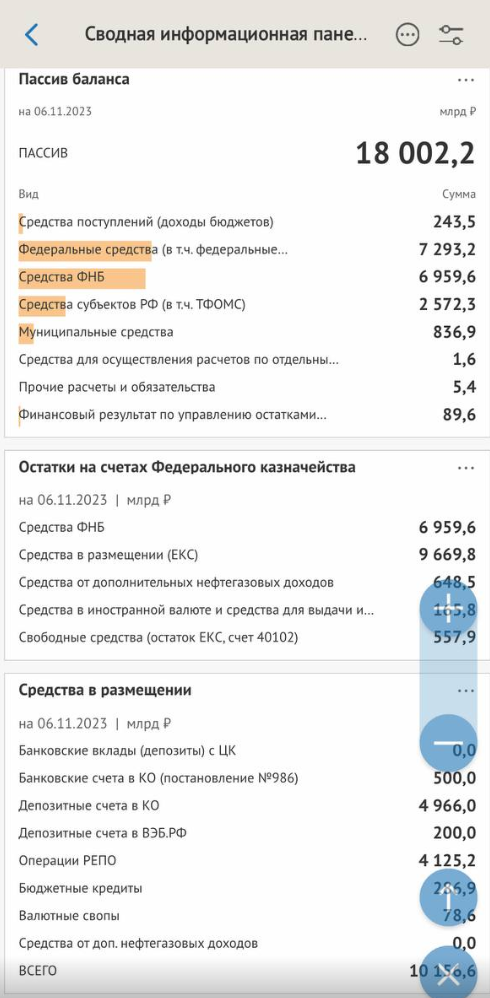 Сводная информационная пане...
Пассив баланса
на 06.11.2023 млрд ₽
ПАССИВ 18 002,2
Вид Сумма
Средства поступлений (доходы бюджетов) 243,5
Федеральные средства (в т.ч. федеральные... 7 293,2
Средства ФНБ 6 959,6
Средства субъектов РФ (в т.ч. ТФОМС) 2 572,3
Муниципальные средства 836,9
Средства для осуществления расчетов по отдельны... 1,6
Прочие расчеты и обязательства 5,4
Финансовый результат по управлению остатками... 89,6
Остатки на счетах Федерального казначейства
на 06.11.2023 | млрд ₽
Средства ФНБ 6 959,6
Средства в размещении (ЕКС) 9 669,8
Средства от дополнительных нефтегазовых доходов 648,5
Средства в иностранной валюте и средства для выдачи и...
Свободные средства (остаток ЕКС, счет 40102) 557,9
Средства в размещении
на 06.11.2023 | млрд ₽
Банковские вклады (депозиты) с ЦК 0,0
Банковские счета в КО (постановление №986) 500,0
Депозитные счета в КО 4 966,0
Депозитные счета в ВЭБ.РФ 200,0
Операции РЕПО 4 125,2
Бюджетные кредиты 286,9
Валютные свопы 78,6
Средства от доп. нефтегазовых доходов 0,0
ВСЕГО 10 156,6